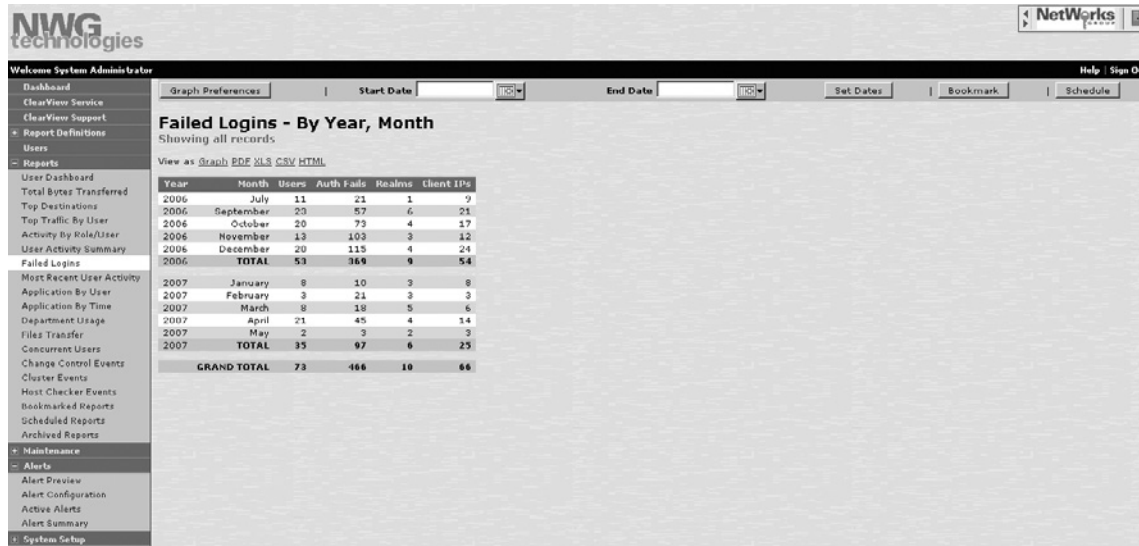 NWG
technologies
NetWorks
GROUP
Welcome System Administrator
Help | Sign O
Dashboard
ClearView Service
ClearView Support
Report Definitions
Users
Reports
User Dashboard
Total Bytes Transferred
Top Destinations
Top Traffic By User
Activity By Role/User
User Activity Summary
Failed Logins
Most Recent User Activity
Application By User
Application By Time
Department Usage
Files Transfer
Concurrent Users
Change Control Events
Cluster Events
Host Checker Events
Bookmarked Reports
Scheduled Reports
Archived Reports
Maintenance
Alerts
Alert Preview
Alert Configuration
Active Alerts
Alert Summary
System Setup
Graph Preferences | Start Date End Date Set Dates | Bookmark | Schedule
Failed Logins - By Year, Month
Showing all records
View as Graph PDF XLS CSV HTML
Year Month Users Auth Fails Realms Client IPs
2006 July 11 21 1 9
2006 September 23 57 6 21
2006 October 20 73 4 17
2006 November 13 103 3 12
2006 December 20 115 4 24
2006 TOTAL 53 369 9 54
2007 January 8 10 3 8
2007 February 3 21 3 3
2007 March 8 18 5 6
2007 April 21 45 4 14
2007 May 2 3 2 3
2007 TOTAL 35 97 6 25
GRAND TOTAL 73 466 10 66